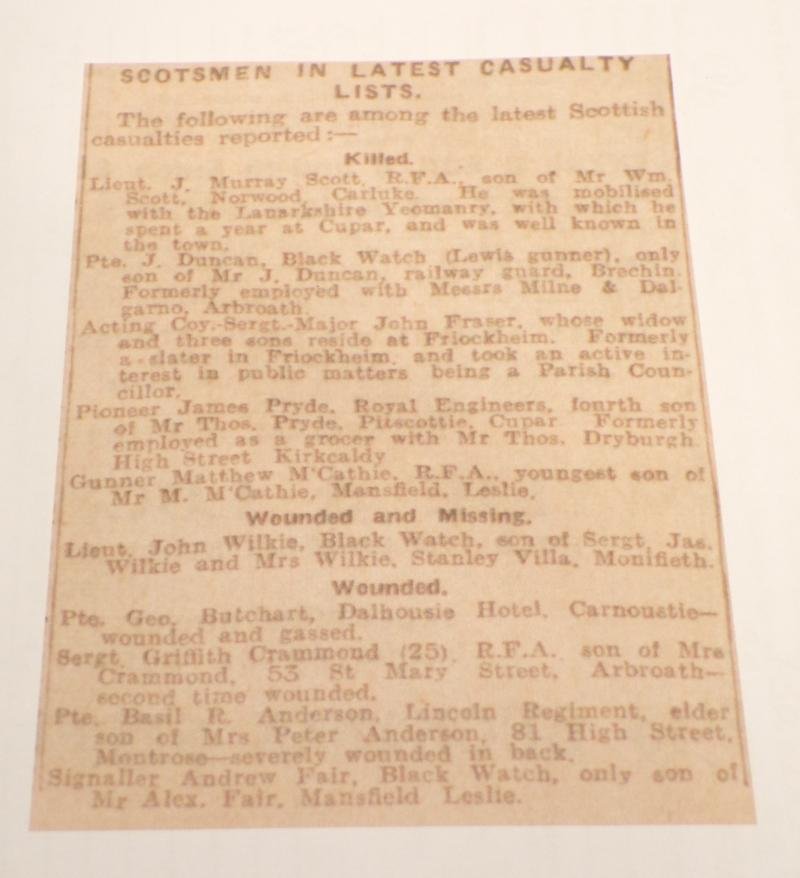 SCOTSMEN IN LATEST CASUALTY
LISTS.
The following are among the latest Scottish
casualties reported :—
Killed.
Lieut. J. Murray Scott, R.F.A., son of Mr Wm.
Scott, Norwood, Carluke. He was mobilised
with the Lanarkshire Yeomanry, with which he
spent a year at Cupar, and was well known in
the town.
Pte. J. Duncan, Black Watch (Lewis gunner), only
son of Mr J. Duncan, railway guard, Brechin.
Formerly employed with Messrs Milne & Dal-
garno, Arbroath.
Acting Coy.-Sergt.-Major John Fraser, whose widow
and three sons reside at Friockheim. Formerly
a slater in Friockheim, and took an active in-
terest in public matters being a Parish Coun-
cillor.
Pioneer James Pryde, Royal Engineers, fourth son
of Mr Thos. Pryde, Pitscottie, Cupar Formerly
employed as a grocer with Mr Thos. Dryburgh
High Street Kirkcaldy
Gunner Matthew M'Cathie, R.F.A., youngest son of
Mr M. M'Cathie, Mansfield, Leslie.
Wounded and Missing.
Lieut. John Wilkie, Black Watch, son of Sergt. Jas.
Wilkie and Mrs Wilkie, Stanley Villa, Monifieth.
Wounded.
Pte. Geo. Butchart, Dalhousie Hotel, Carnoustie—
wounded and gassed.
Sergt. Griffith Crammond (25), R.F.A., son of Mrs
Crammond, 53 St Mary Street, Arbroath—
second time wounded.
Pte. Basil R. Anderson, Lincoln Regiment, elder
son of Mrs Peter Anderson, 81 High Street,
Montrose—severely wounded in back.
Signaller Andrew Fair, Black Watch, only son of
Mr Alex. Fair, Mansfield Leslie.